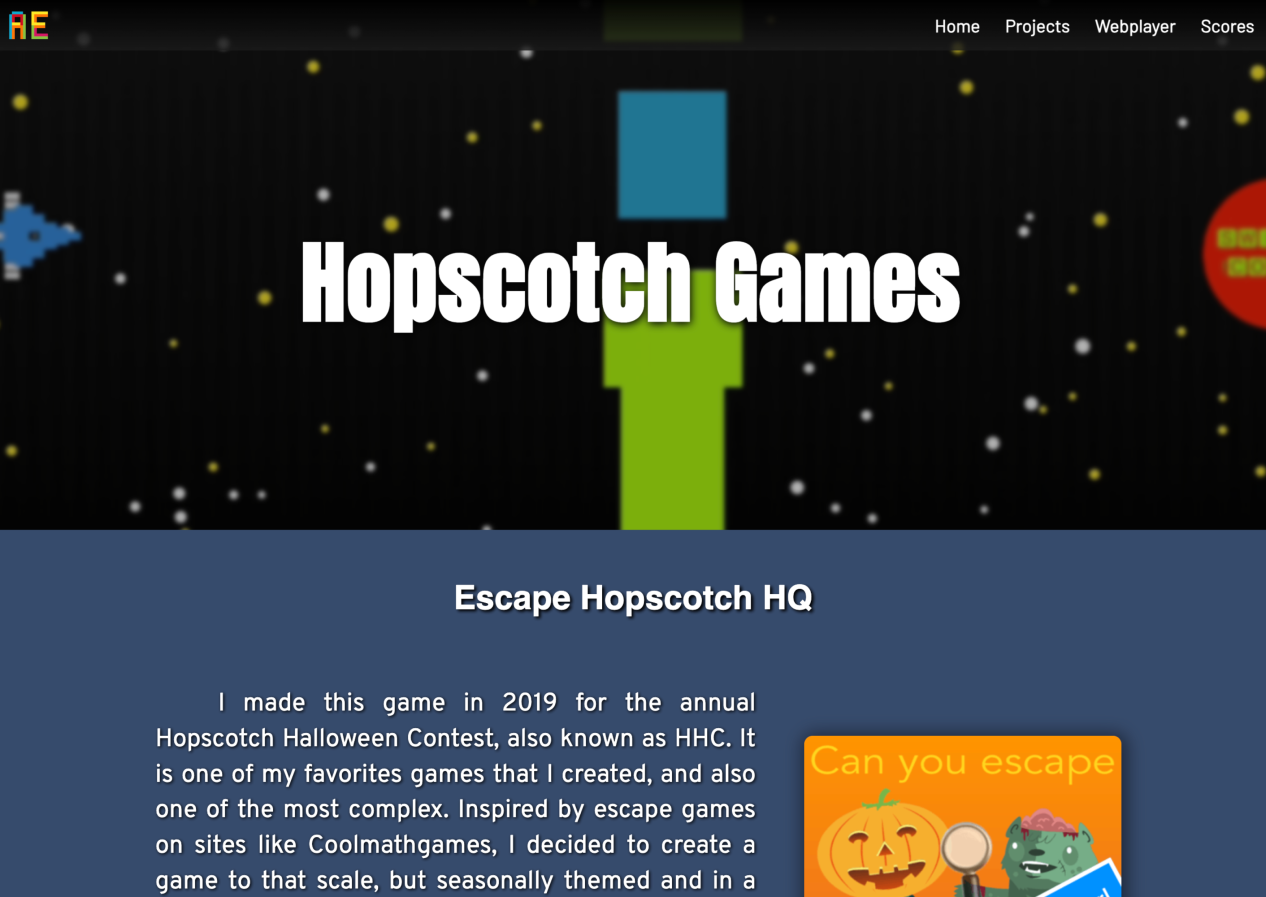 AE
Home Projects Webplayer Scores
Hopscotch Games
Escape Hopscotch HQ
I made this game in 2019 for the annual
Hopscotch Halloween Contest, also known as HHC. It
is one of my favorites games that I created, and also
one of the most complex. Inspired by escape games
on sites like Coolmathgames, I decided to create a
game to that scale, but seasonally themed and in a
Can you escape